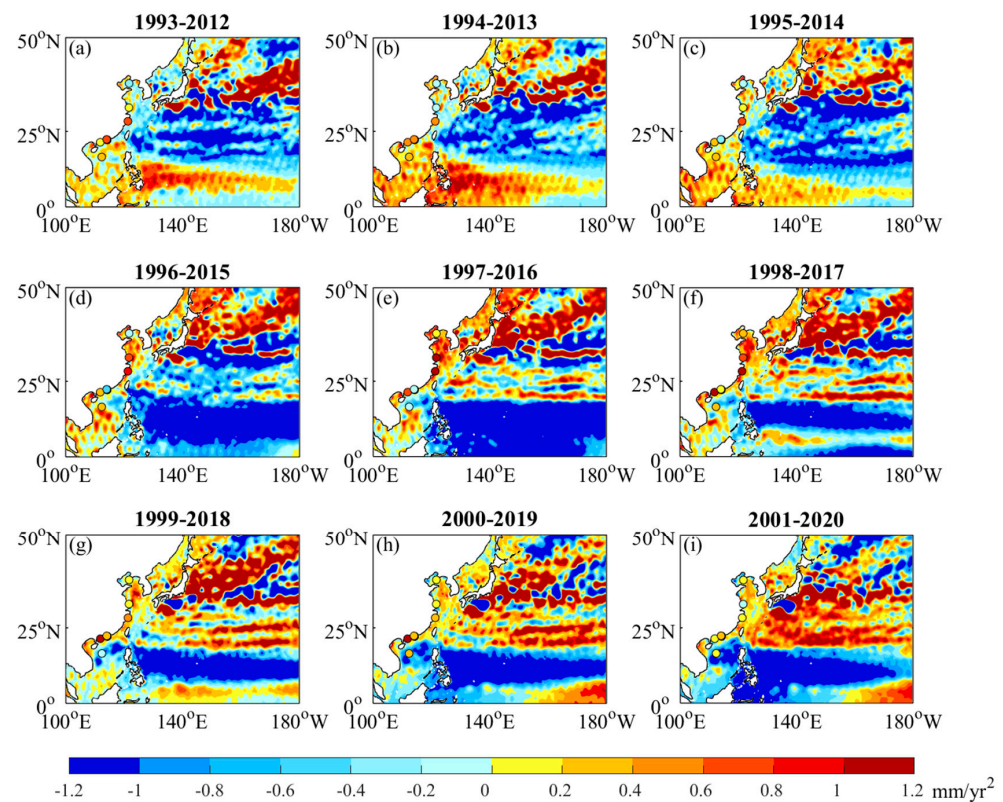 1993-2012 1994-2013 1995-2014
50°N (a) 50°N (b) 50°N (c)
25°N 25°N 25°N
0° 0° 0°
100°E 140°E 180°W 100°E 140°E 180°W 100°E 140°E 180°W
1996-2015 1997-2016 1998-2017
50°N (d) 50°N (e) 50°N (f)
25°N 25°N 25°N
0° 0° 0°
100°E 140°E 180°W 100°E 140°E 180°W 100°E 140°E 180°W
1999-2018 2000-2019 2001-2020
50°N (g) 50°N (h) 50°N (i)
25°N 25°N 25°N
0° 0° 0°
100°E 140°E 180°W 100°E 140°E 180°W 100°E 140°E 180°W
-1.2 -1 -0.8 -0.6 -0.4 -0.2 0 0.2 0.4 0.6 0.8 1 1.2 mm/yr²